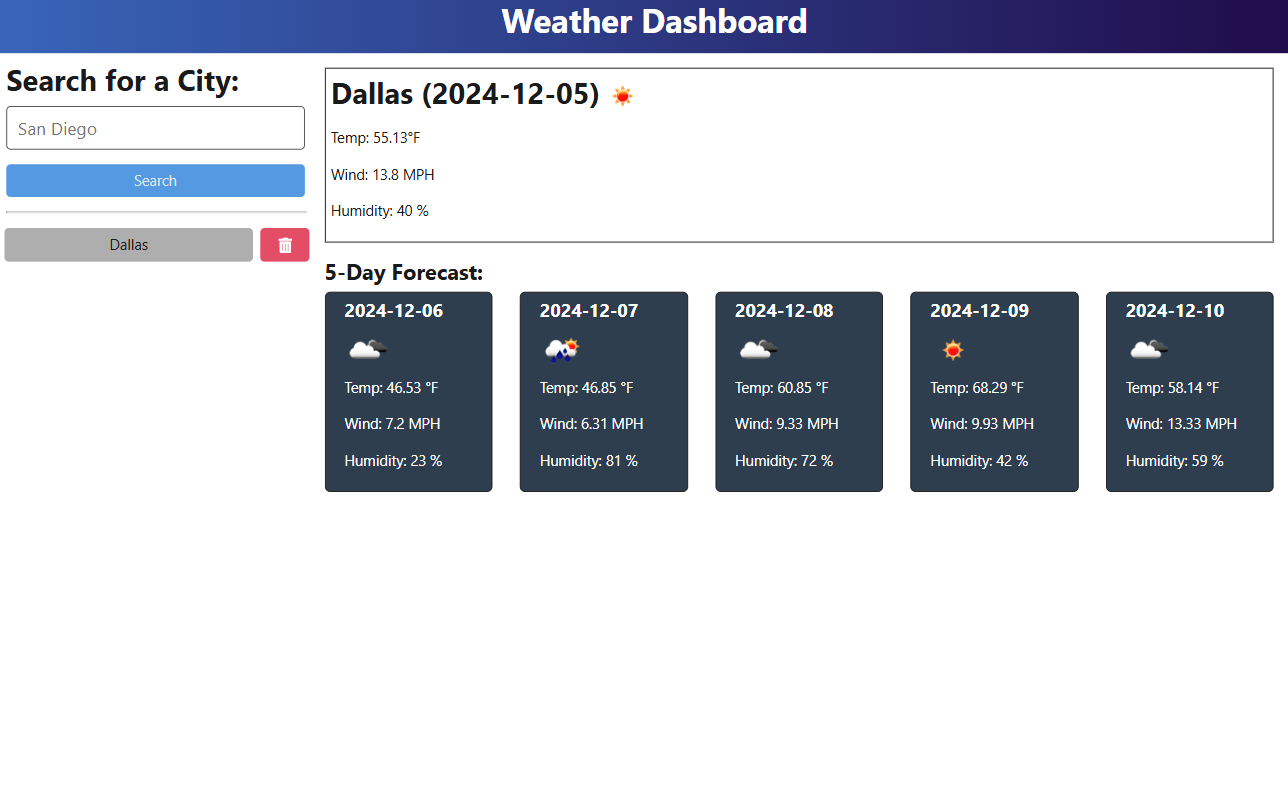 Weather Dashboard
Search for a City:
San Diego
Search
Dallas
Dallas (2024-12-05)
Temp: 55.13°F
Wind: 13.8 MPH
Humidity: 40 %
5-Day Forecast:
2024-12-06
Temp: 46.53 °F
Wind: 7.2 MPH
Humidity: 23 %
2024-12-07
Temp: 46.85 °F
Wind: 6.31 MPH
Humidity: 81 %
2024-12-08
Temp: 60.85 °F
Wind: 9.33 MPH
Humidity: 72 %
2024-12-09
Temp: 68.29 °F
Wind: 9.93 MPH
Humidity: 42 %
2024-12-10
Temp: 58.14 °F
Wind: 13.33 MPH
Humidity: 59 %